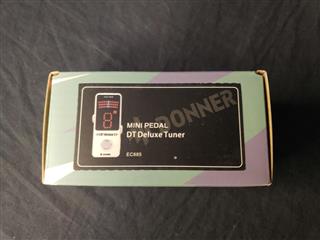 DONNER
MINI PEDAL
DT Deluxe Tuner
EC885